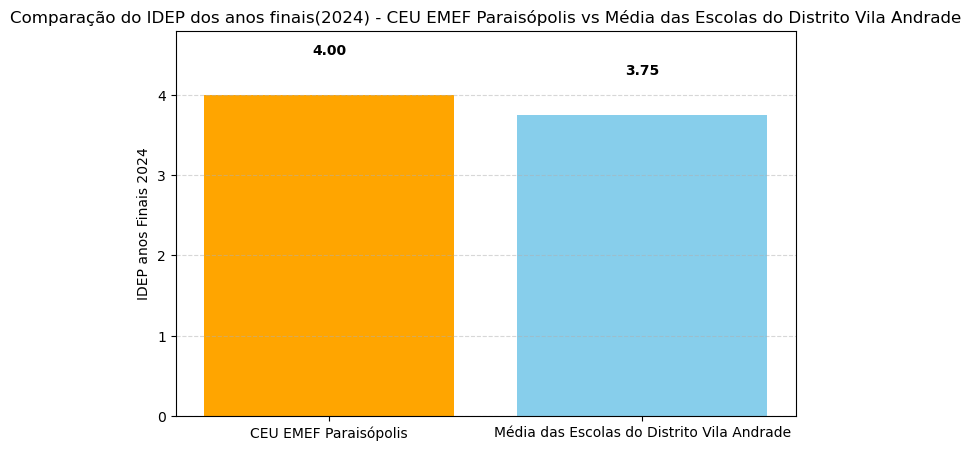 Comparação do IDEP dos anos finais(2024) - CEU EMEF Paraisópolis vs Média das Escolas do Distrito Vila Andrade
4.00
3.75
4
3
2
1
0
IDEP anos Finais 2024
CEU EMEF Paraisópolis
Média das Escolas do Distrito Vila Andrade